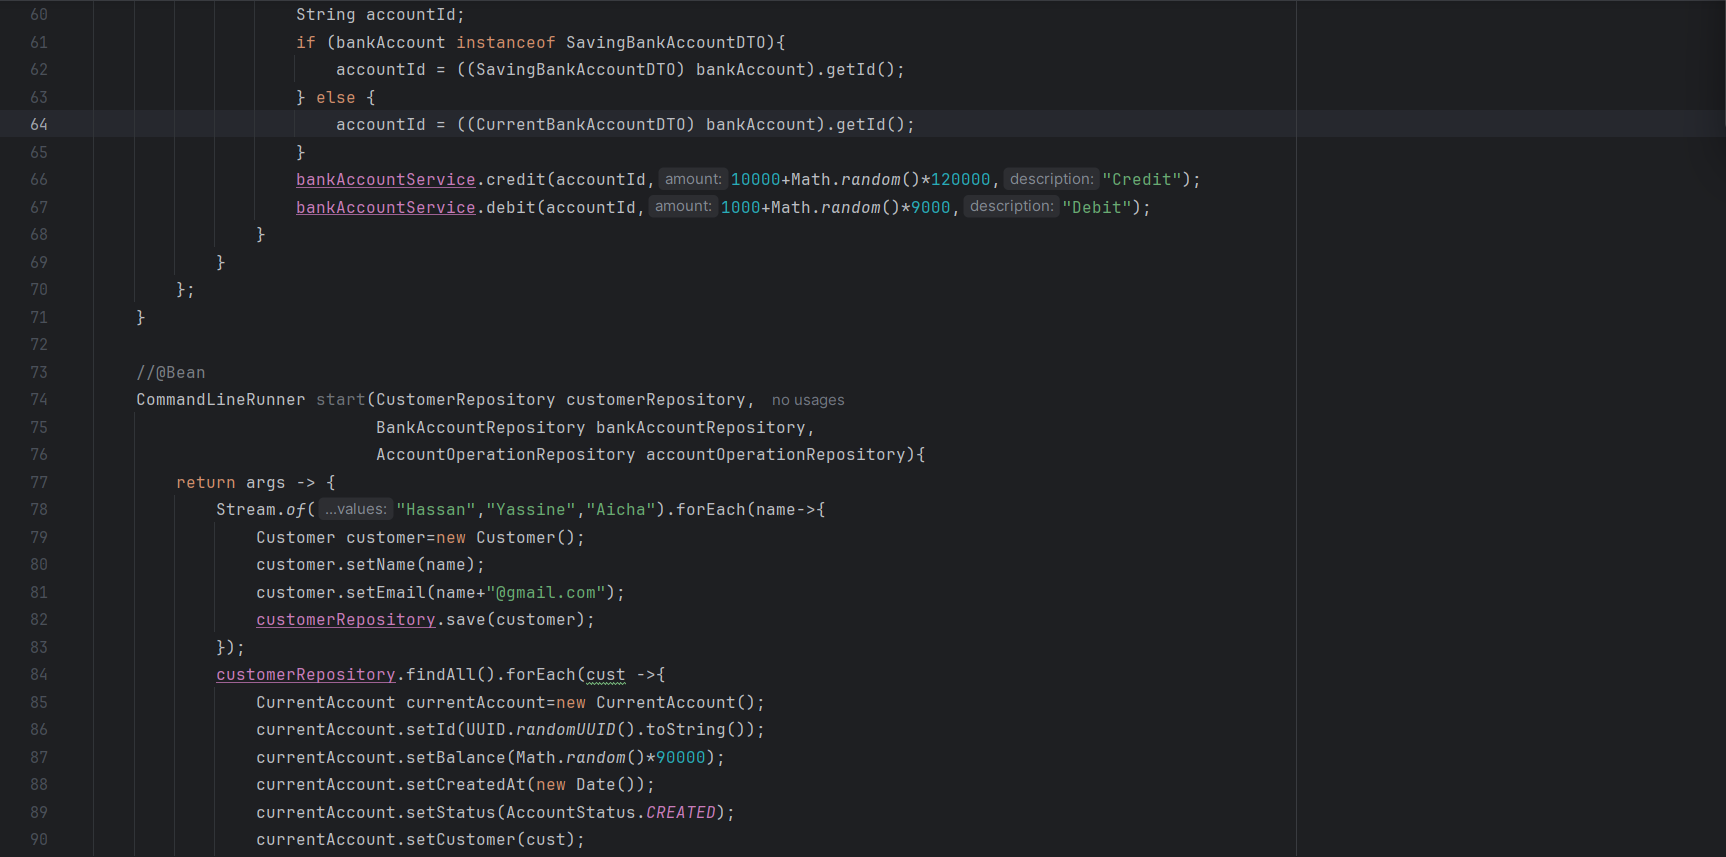 60 String accountId;
61 if (bankAccount instanceof SavingBankAccountDTO){
62 accountId = ((SavingBankAccountDTO) bankAccount).getId();
63 } else {
64 accountId = ((CurrentBankAccountDTO) bankAccount).getId();
65 }
66 bankAccountService.credit(accountId, amount: 10000+Math.random()*120000, description: "Credit");
67 bankAccountService.debit(accountId, amount: 1000+Math.random()*9000, description: "Debit");
68 }
69 }
70 };
71 }
72
73 //@Bean
74 CommandLineRunner start(CustomerRepository customerRepository, no usages
75 BankAccountRepository bankAccountRepository,
76 AccountOperationRepository accountOperationRepository){
77 return args -> {
78 Stream.of( ...values: "Hassan","Yassine","Aicha").forEach(name->{
79 Customer customer=new Customer();
80 customer.setName(name);
81 customer.setEmail(name+"@gmail.com");
82 customerRepository.save(customer);
83 });
84 customerRepository.findAll().forEach(cust ->{
85 CurrentAccount currentAccount=new CurrentAccount();
86 currentAccount.setId(UUID.randomUUID().toString());
87 currentAccount.setBalance(Math.random()*90000);
88 currentAccount.setCreatedAt(new Date());
89 currentAccount.setStatus(AccountStatus.CREATED);
90 currentAccount.setCustomer(cust);